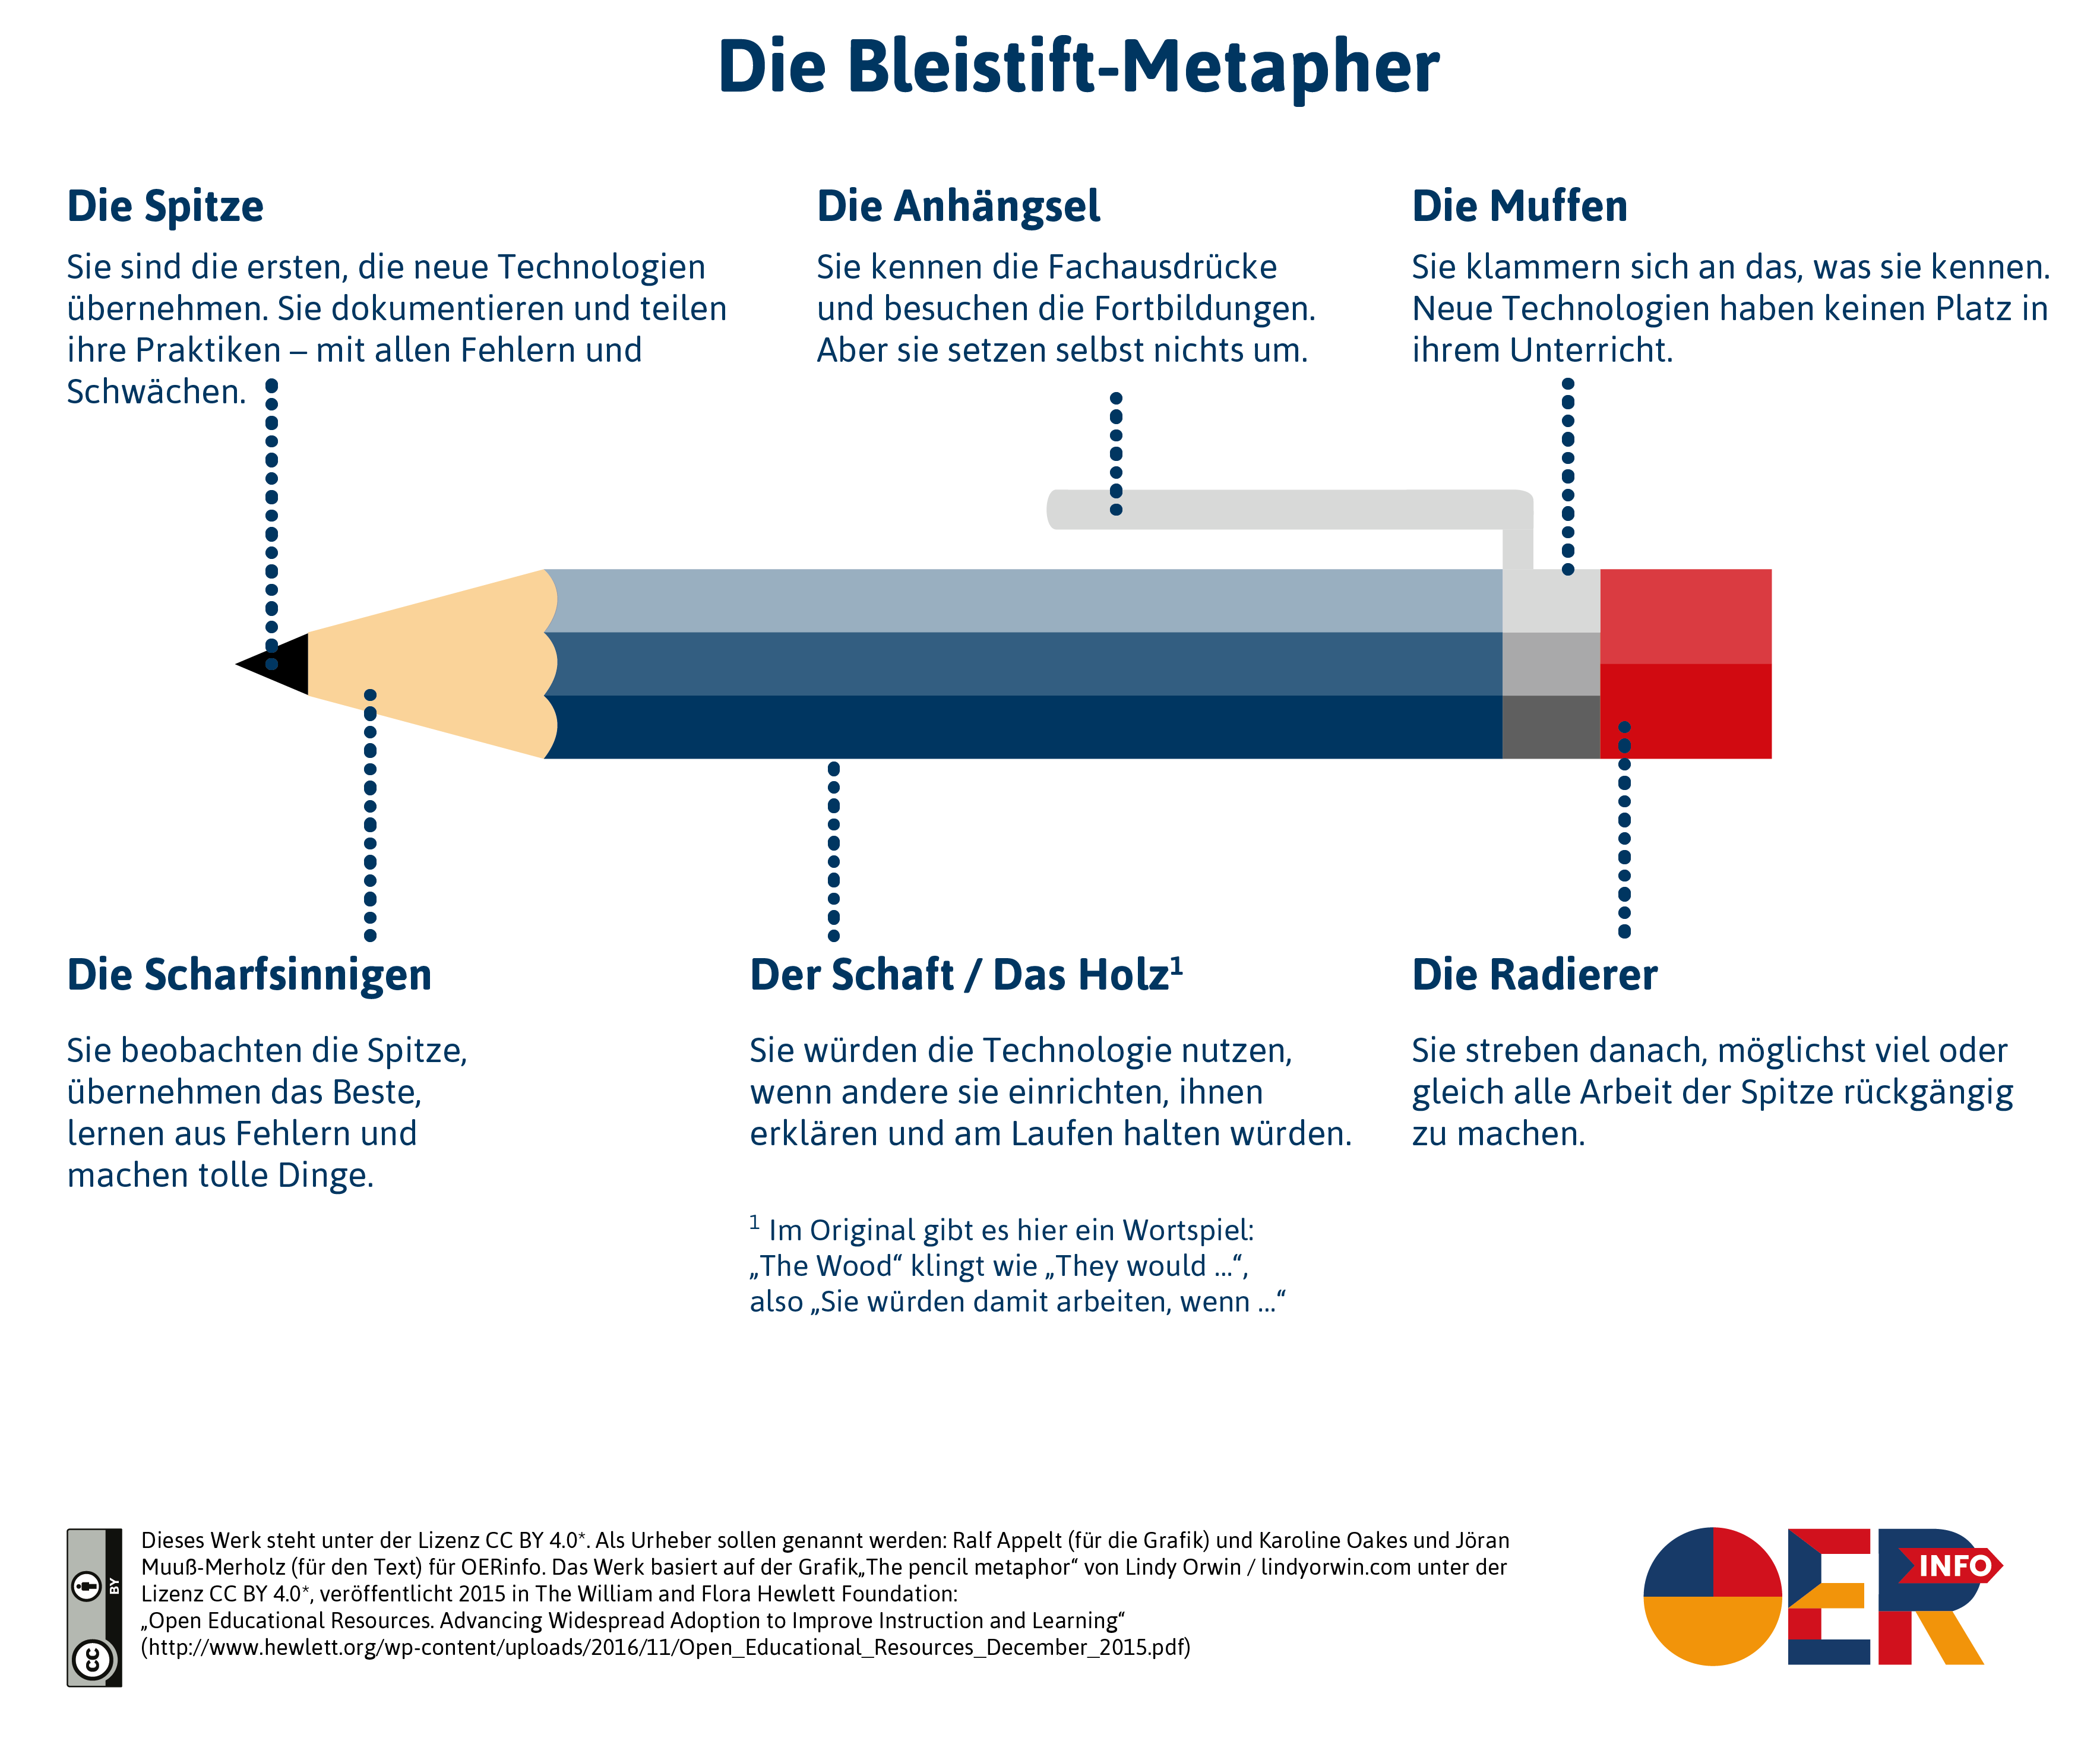 Die Bleistift-Metapher
Die Spitze
Sie sind die ersten, die neue Technologien
übernehmen. Sie dokumentieren und teilen
ihre Praktiken – mit allen Fehlern und
Schwächen.
Die Anhängsel
Sie kennen die Fachausdrücke
und besuchen die Fortbildungen.
Aber sie setzen selbst nichts um.
Die Muffen
Sie klammern sich an das, was sie kennen.
Neue Technologien haben keinen Platz in
ihrem Unterricht.
Die Scharfsinnigen
Sie beobachten die Spitze,
übernehmen das Beste,
lernen aus Fehlern und
machen tolle Dinge.
Der Schaft / Das Holz¹
Sie würden die Technologie nutzen,
wenn andere sie einrichten, ihnen
erklären und am Laufen halten würden.
¹ Im Original gibt es hier ein Wortspiel:
„The Wood“ klingt wie „They would ...“,
also „Sie würden damit arbeiten, wenn ...“
Die Radierer
Sie streben danach, möglichst viel oder
gleich alle Arbeit der Spitze rückgängig
zu machen.
BY
cc
Dieses Werk steht unter der Lizenz CC BY 4.0*. Als Urheber sollen genannt werden: Ralf Appelt (für die Grafik) und Karoline Oakes und Jöran
Muuß-Merholz (für den Text) für OERinfo. Das Werk basiert auf der Grafik„The pencil metaphor“ von Lindy Orwin / lindyorwin.com unter der
Lizenz CC BY 4.0*, veröffentlicht 2015 in The William and Flora Hewlett Foundation:
„Open Educational Resources. Advancing Widespread Adoption to Improve Instruction and Learning“
(http://www.hewlett.org/wp-content/uploads/2016/11/Open_Educational_Resources_December_2015.pdf)
OER INFO